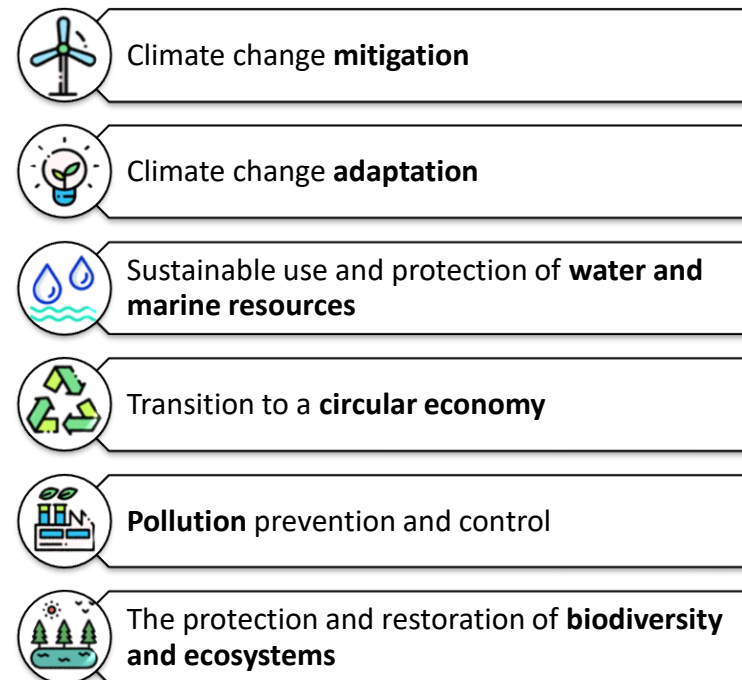 Climate change mitigation
Climate change adaptation
Sustainable use and protection of water and
marine resources
Transition to a circular economy
Pollution prevention and control
The protection and restoration of biodiversity
and ecosystems